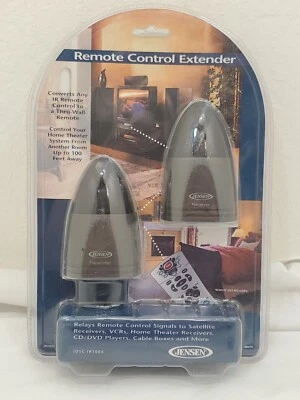 Remote Control Extender
Converts Any
IR Remote
Control to
a Thru-Wall
Remote
Control Your
Home Theater
System From
Another Room
Up to 100
Feet Away
JENSEN
JENSEN
Relays Remote Control Signals to Satellite
Receivers, VCRs, Home Theater Receivers,
CD/DVD Players, Cable Boxes and More
JENSEN